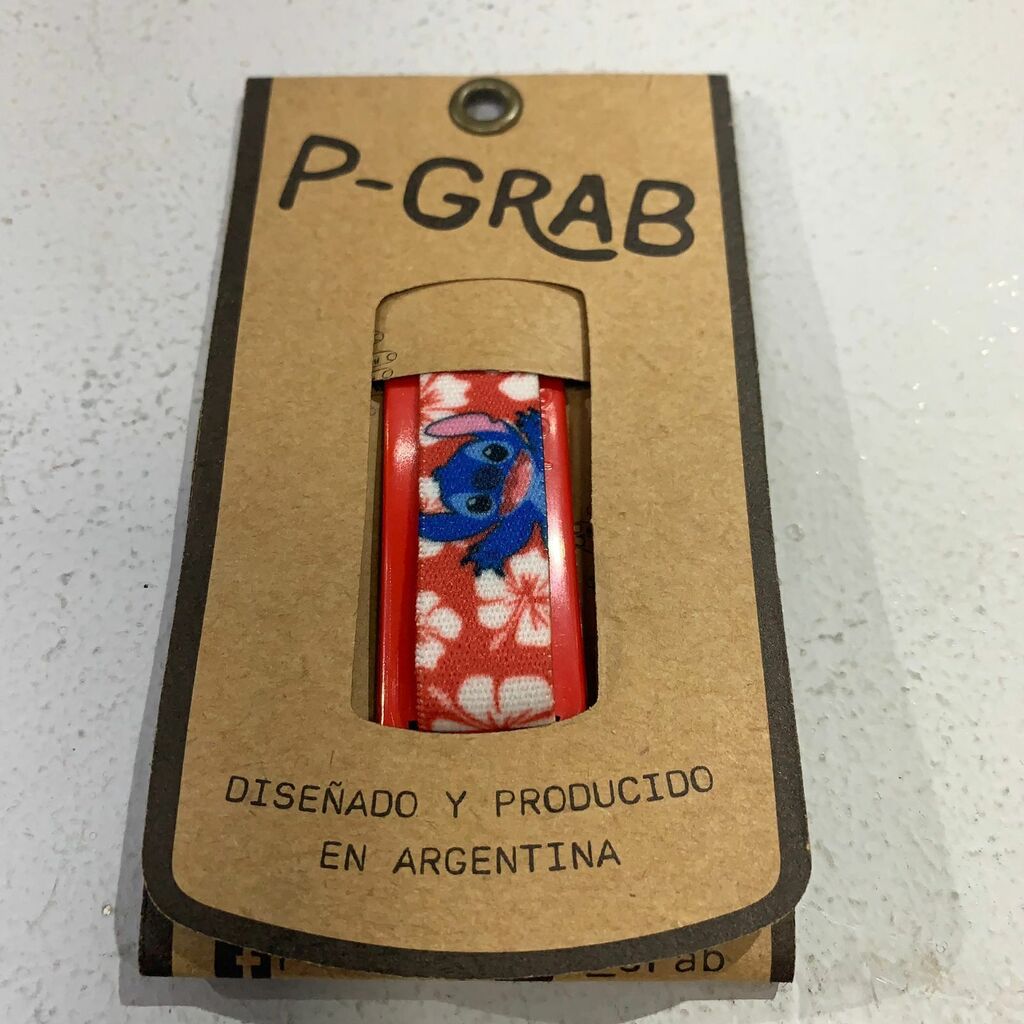 P-GRAB
DISEÑADO Y PRODUCIDO
EN ARGENTINA